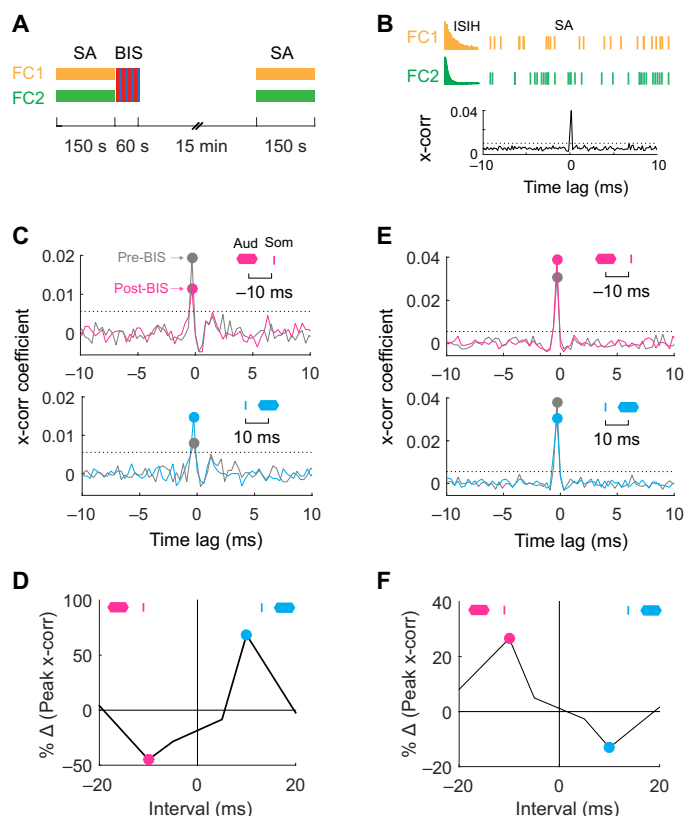 A
SA BIS SA
FC1
FC2
150 s 60 s 15 min 150 s
B
ISIH SA
FC1
FC2
0.04
x-corr
0
−10 −5 0 5 10
Time lag (ms)
C
0.02
Pre-BIS
Aud Som
0.01
Post-BIS
−10 ms
0
−10 −5 0 5 10
x-corr coefficient
0.02
0.01
10 ms
0
−10 −5 0 5 10
Time lag (ms)
E
0.04
0.02
−10 ms
0
−10 −5 0 5 10
0.04
0.02
10 ms
0
−10 −5 0 5 10
Time lag (ms)
D
100
50
0
−50
% Δ (Peak x-corr)
−20 0 20
Interval (ms)
F
40
20
0
−20
% Δ (Peak x-corr)
−20 0 20
Interval (ms)